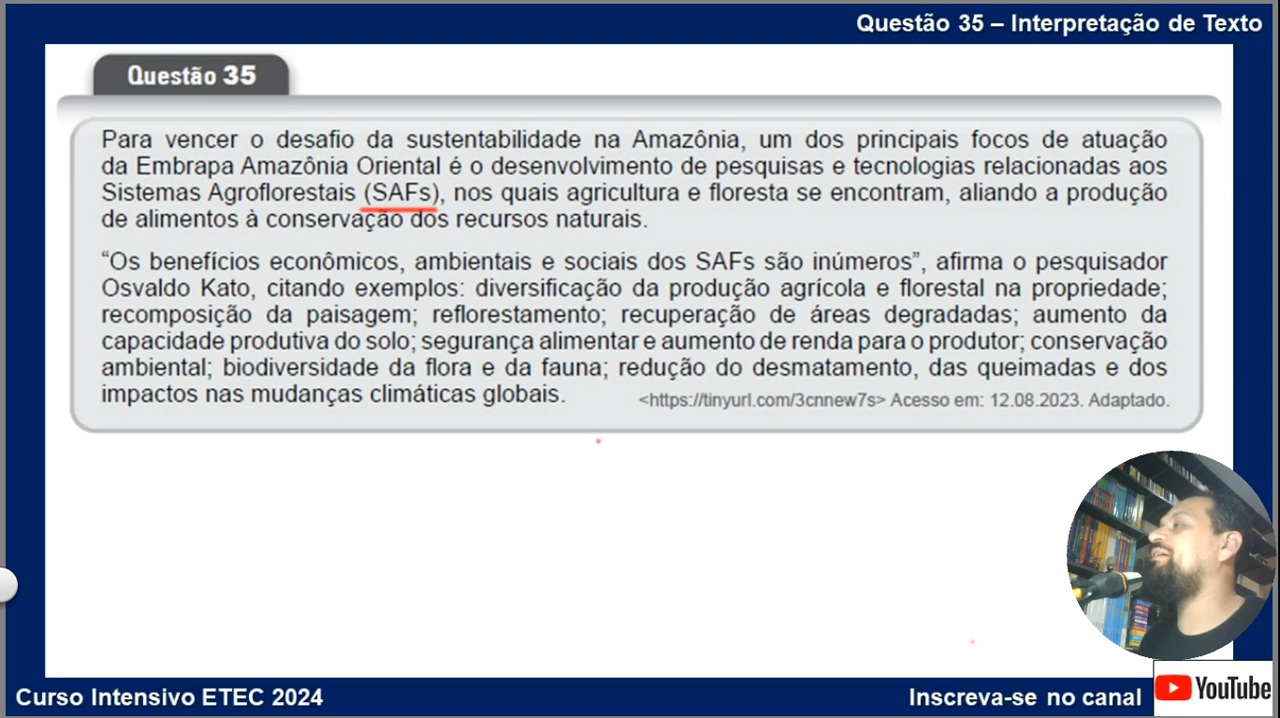 Questão 35 – Interpretação de Texto
Questão 35
Para vencer o desafio da sustentabilidade na Amazônia, um dos principais focos de atuação
da Embrapa Amazônia Oriental é o desenvolvimento de pesquisas e tecnologias relacionadas aos
Sistemas Agroflorestais (SAFs), nos quais agricultura e floresta se encontram, aliando a produção
de alimentos à conservação dos recursos naturais.
“Os benefícios econômicos, ambientais e sociais dos SAFs são inúmeros”, afirma o pesquisador
Osvaldo Kato, citando exemplos: diversificação da produção agrícola e florestal na propriedade;
recomposição da paisagem; reflorestamento; recuperação de áreas degradadas; aumento da
capacidade produtiva do solo; segurança alimentar e aumento de renda para o produtor; conservação
ambiental; biodiversidade da flora e da fauna; redução do desmatamento, das queimadas e dos
impactos nas mudanças climáticas globais.
<https://tinyurl.com/3cnnew7s> Acesso em: 12.08.2023. Adaptado.
Curso Intensivo ETEC 2024
Inscreva-se no canal
YouTube